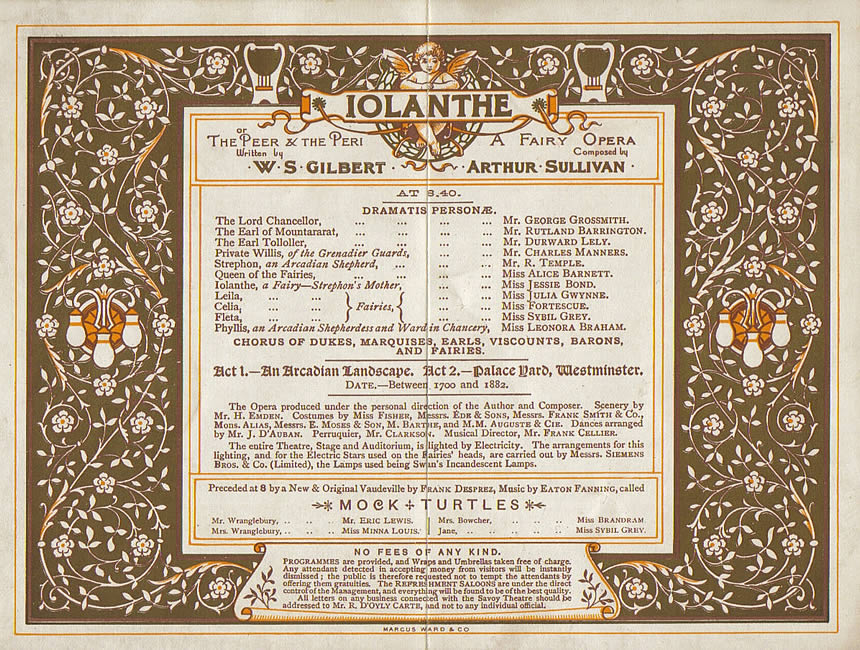 IOLANTHE
or
THE PEER & THE PERI A FAIRY OPERA
Written by Composed by
·W·S·GILBERT· ·ARTHUR·SULLIVAN·
AT 8.40.
DRAMATIS PERSONÆ.
The Lord Chancellor, ... ... ... ... Mr. GEORGE GROSSMITH.
The Earl of Mountararat, ... ... ... ... Mr. RUTLAND BARRINGTON.
The Earl Tolloller, ... ... ... ... Mr. DURWARD LELY.
Private Willis, of the Grenadier Guards, ... ... Mr. CHARLES MANNERS.
Strephon, an Arcadian Shepherd, ... ... ... Mr. R. TEMPLE.
Queen of the Fairies, ... ... ... ... Miss ALICE BARNETT.
Iolanthe, a Fairy—Strephon's Mother, ... ... Miss JESSIE BOND.
Leila, ... ... ... ... Miss JULIA GWYNNE.
Celia, ... ... } Fairies, { ... ... Miss FORTESCUE.
Fleta, ... ... ... ... Miss SYBIL GREY.
Phyllis, an Arcadian Shepherdess and Ward in Chancery, Miss LEONORA BRAHAM.
CHORUS OF DUKES, MARQUISES, EARLS, VISCOUNTS, BARONS,
AND FAIRIES.
Act 1.—An Arcadian Landscape. Act 2.—Palace Yard, Westminster.
DATE.—Between 1700 and 1882.
The Opera produced under the personal direction of the Author and Composer. Scenery by
Mr. H. EMDEN. Costumes by MISS FISHER, MESSRS. EDE & SONS, MESSRS. FRANK SMITH & CO.,
MONS. ALIAS, MESSRS. E. MOSES & SON, M. BARTHE, and M.M. AUGUSTE & CIE. Dances arranged
by Mr. J. D'AUBAN. Perruquier, Mr. CLARKSON. Musical Director, Mr. FRANK CELLIER.
The entire Theatre, Stage and Auditorium, is lighted by Electricity. The arrangements for this
lighting, and for the Electric Stars used on the Fairies' heads, are carried out by Messrs. SIEMENS
BROS. & Co. (Limited), the Lamps used being Swan's Incandescent Lamps.
Preceded at 8 by a New & Original Vaudeville by FRANK DESPREZ, Music by EATON FANNING, called
MOCK TURTLES
Mr. Wranglebury, .. .. .. Mr. ERIC LEWIS. Mrs. Bowcher, .. .. .. Miss BRANDRAM
Mrs. Wranglebury, .. .. Miss MINNA LOUIS. Jane, .. .. .. .. Miss SYBIL GREY.
NO FEES OF ANY KIND.
PROGRAMMES are provided, and Wraps and Umbrellas taken free of charge.
Any attendant detected in accepting money from visitors will be instantly
dismissed; the public is therefore requested not to tempt the attendants by
offering them gratuities. The REFRESHMENT SALOONS are under the direct
control of the Management, and everything will be found to be of the best quality.
All letters on any business connected with the Savoy Theatre should be
addressed to Mr. R. D'OYLY CARTE, and not to any individual official.
MARCUS WARD & CO